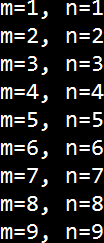 m=1, n=1
m=2, n=2
m=3, n=3
m=4, n=4
m=5, n=5
m=6, n=6
m=7, n=7
m=8, n=8
m=9, n=9